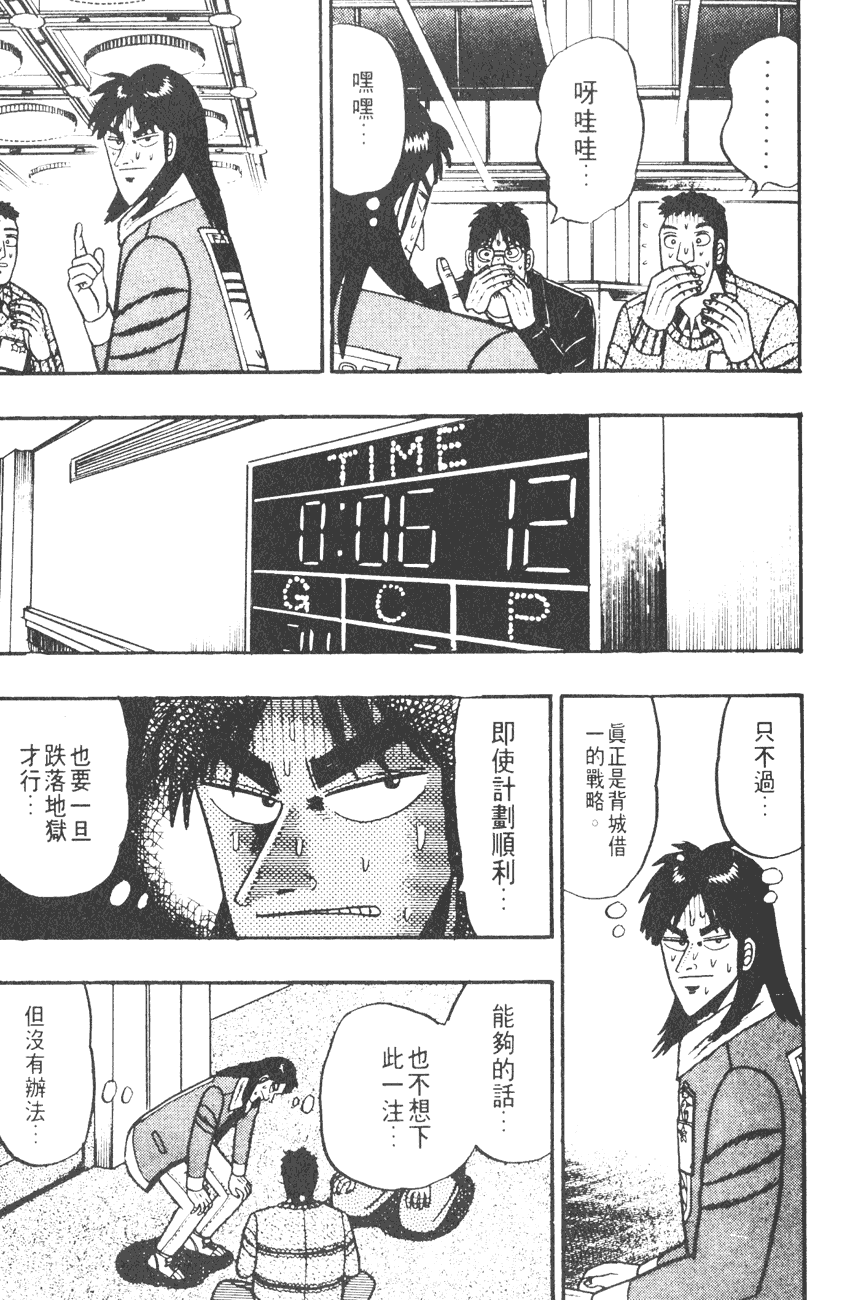 ………
呀哇哇…
嘿嘿…
TIME
0:06 12
G C P
只不過…
眞正是背城借
一的戰略。
即使計劃順利…
也要一旦
跌落地獄
才行…
能夠的話…
也不想下
此一注…
但沒有辦法…